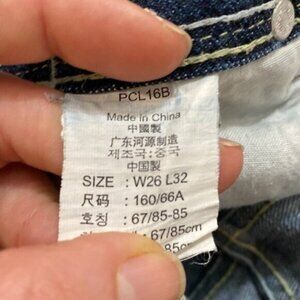 PCL16B
Made in China
中國製
广东河源制造
제조국:중국
中国製
SIZE : W26 L32
尺码 : 160/66A
호칭 : 67/85-85
: 67/85cm
85cm